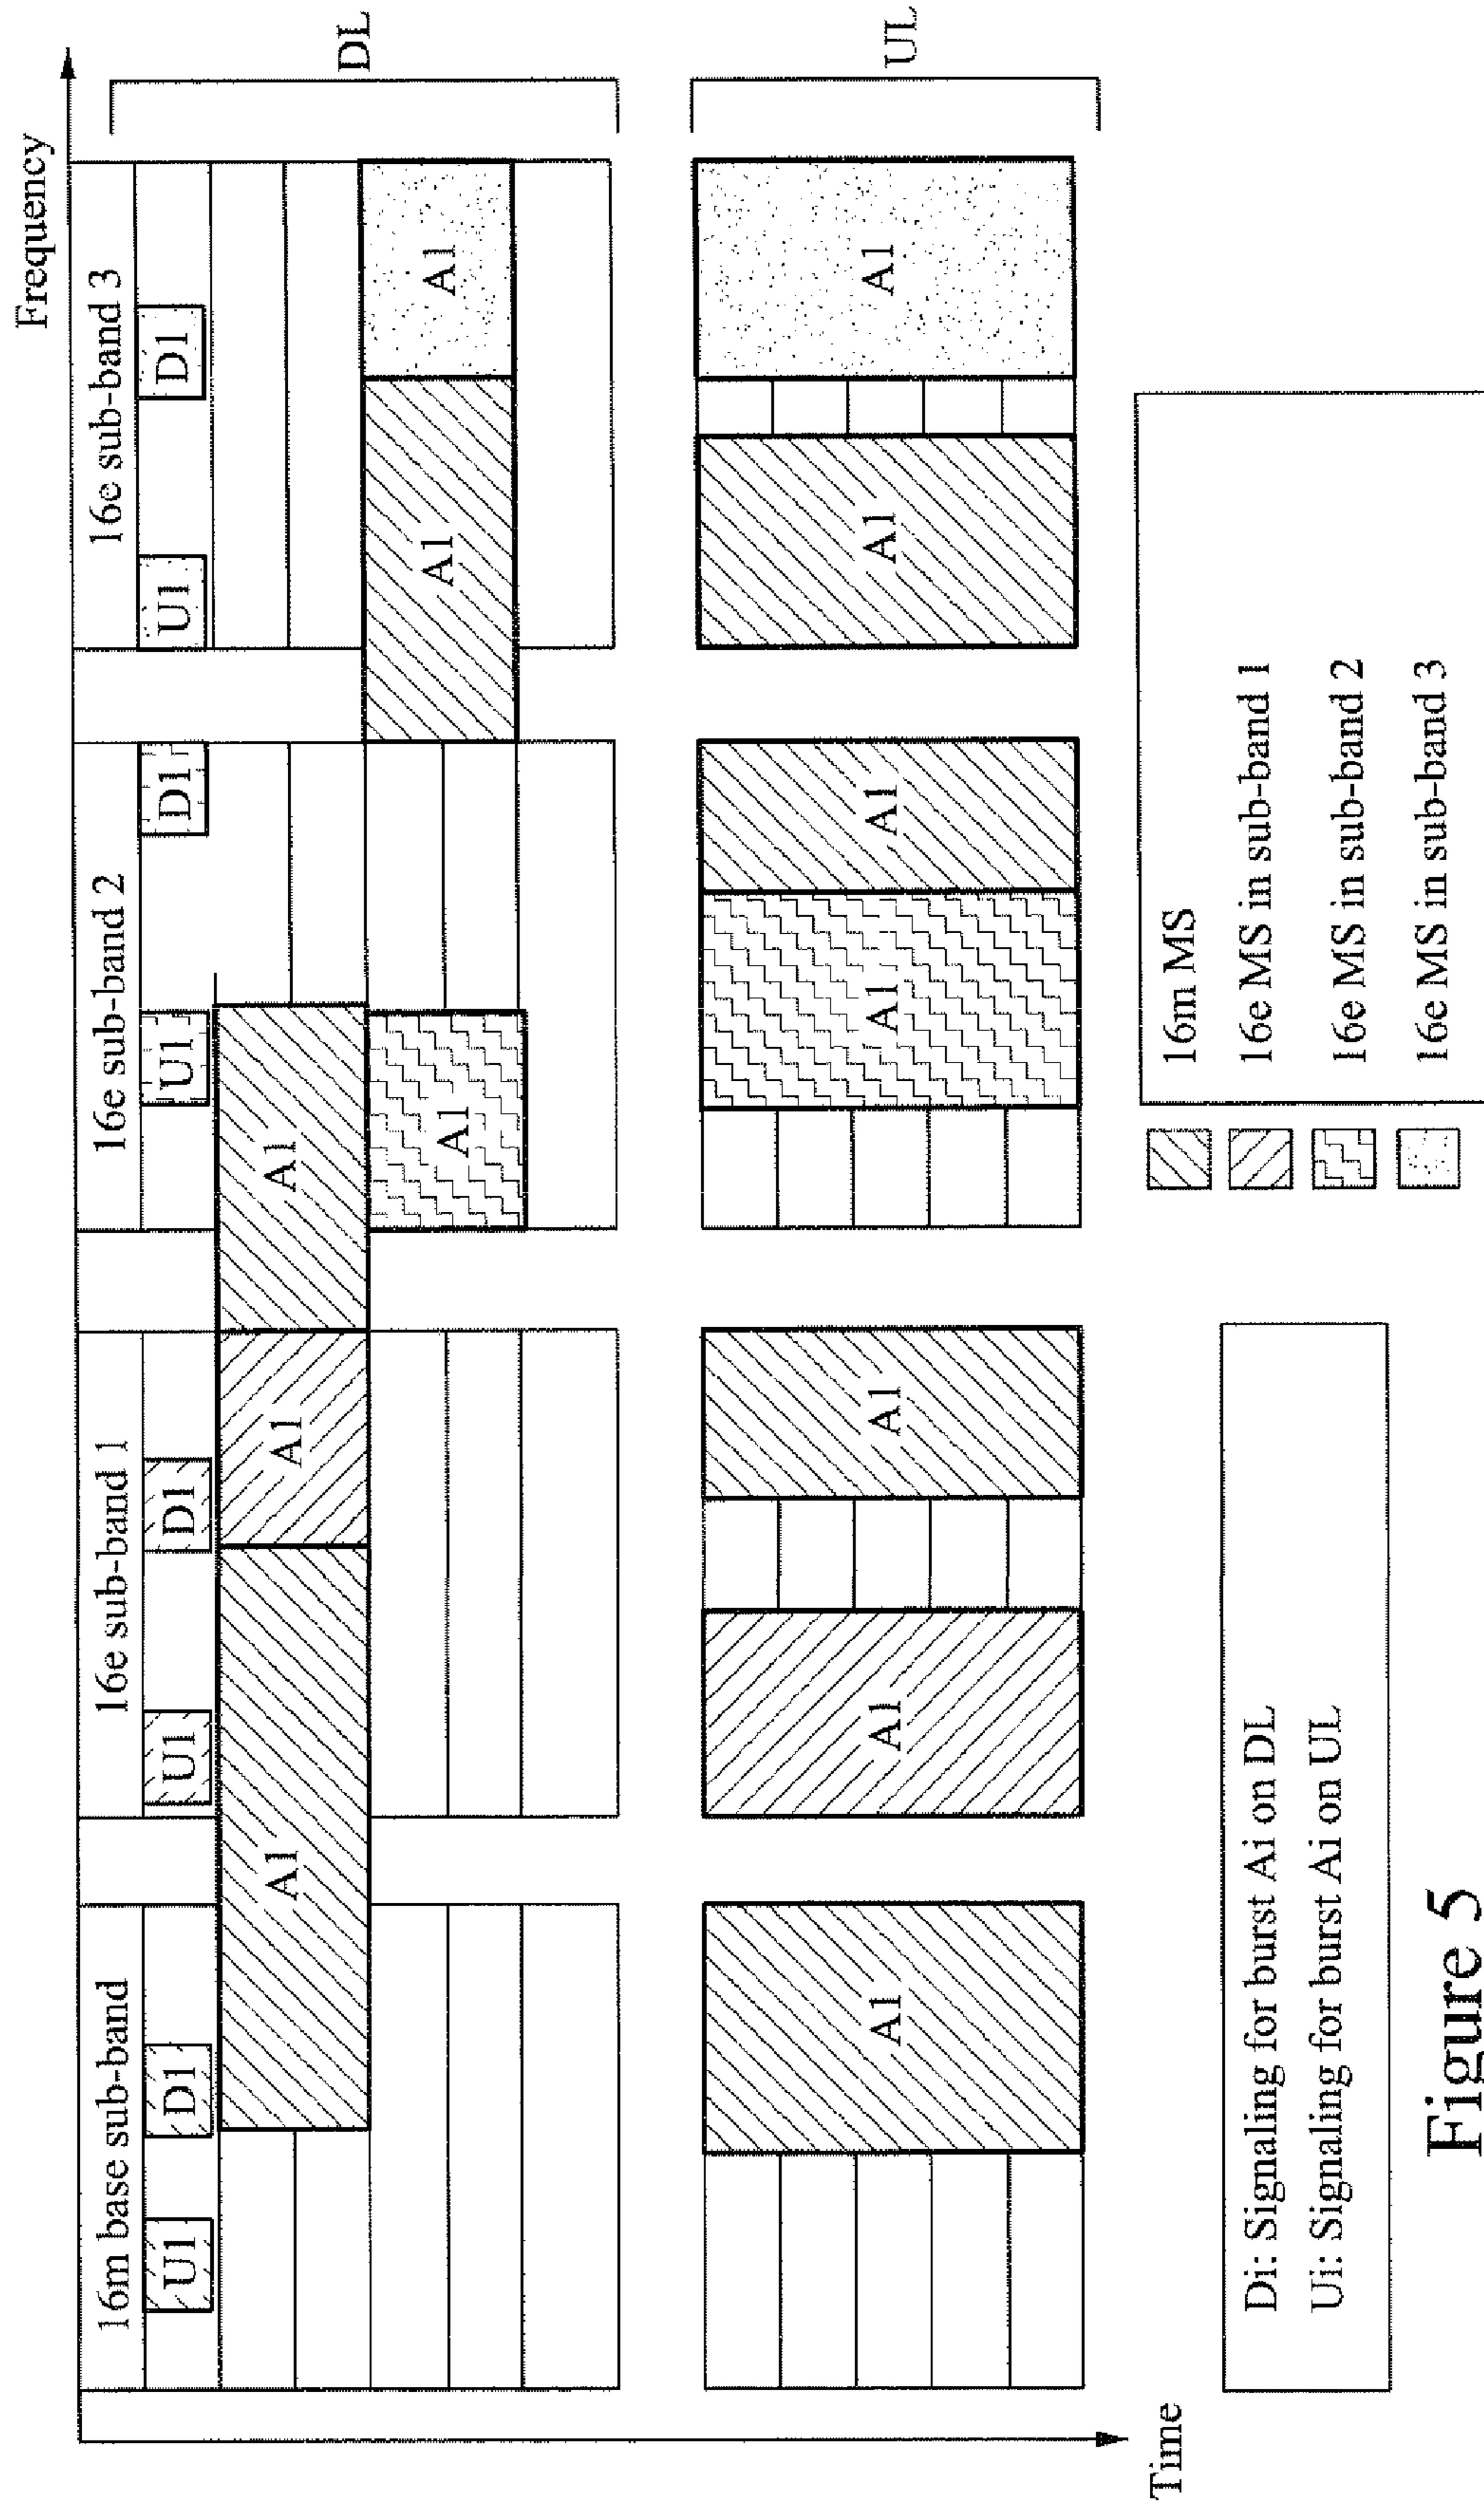 Frequency
16m base sub-band
16e sub-band 1
16e sub-band 2
16e sub-band 3
U1
D1
U1
D1
U1
D1
U1
D1
DL
A1
A1
A1
A1
A1
A1
UL
A1
A1
A1
A1
A1
A1
A1
Time
Di: Signaling for burst Ai on DL
Ui: Signaling for burst Ai on UL
16m MS
16e MS in sub-band 1
16e MS in sub-band 2
16e MS in sub-band 3
Figure 5